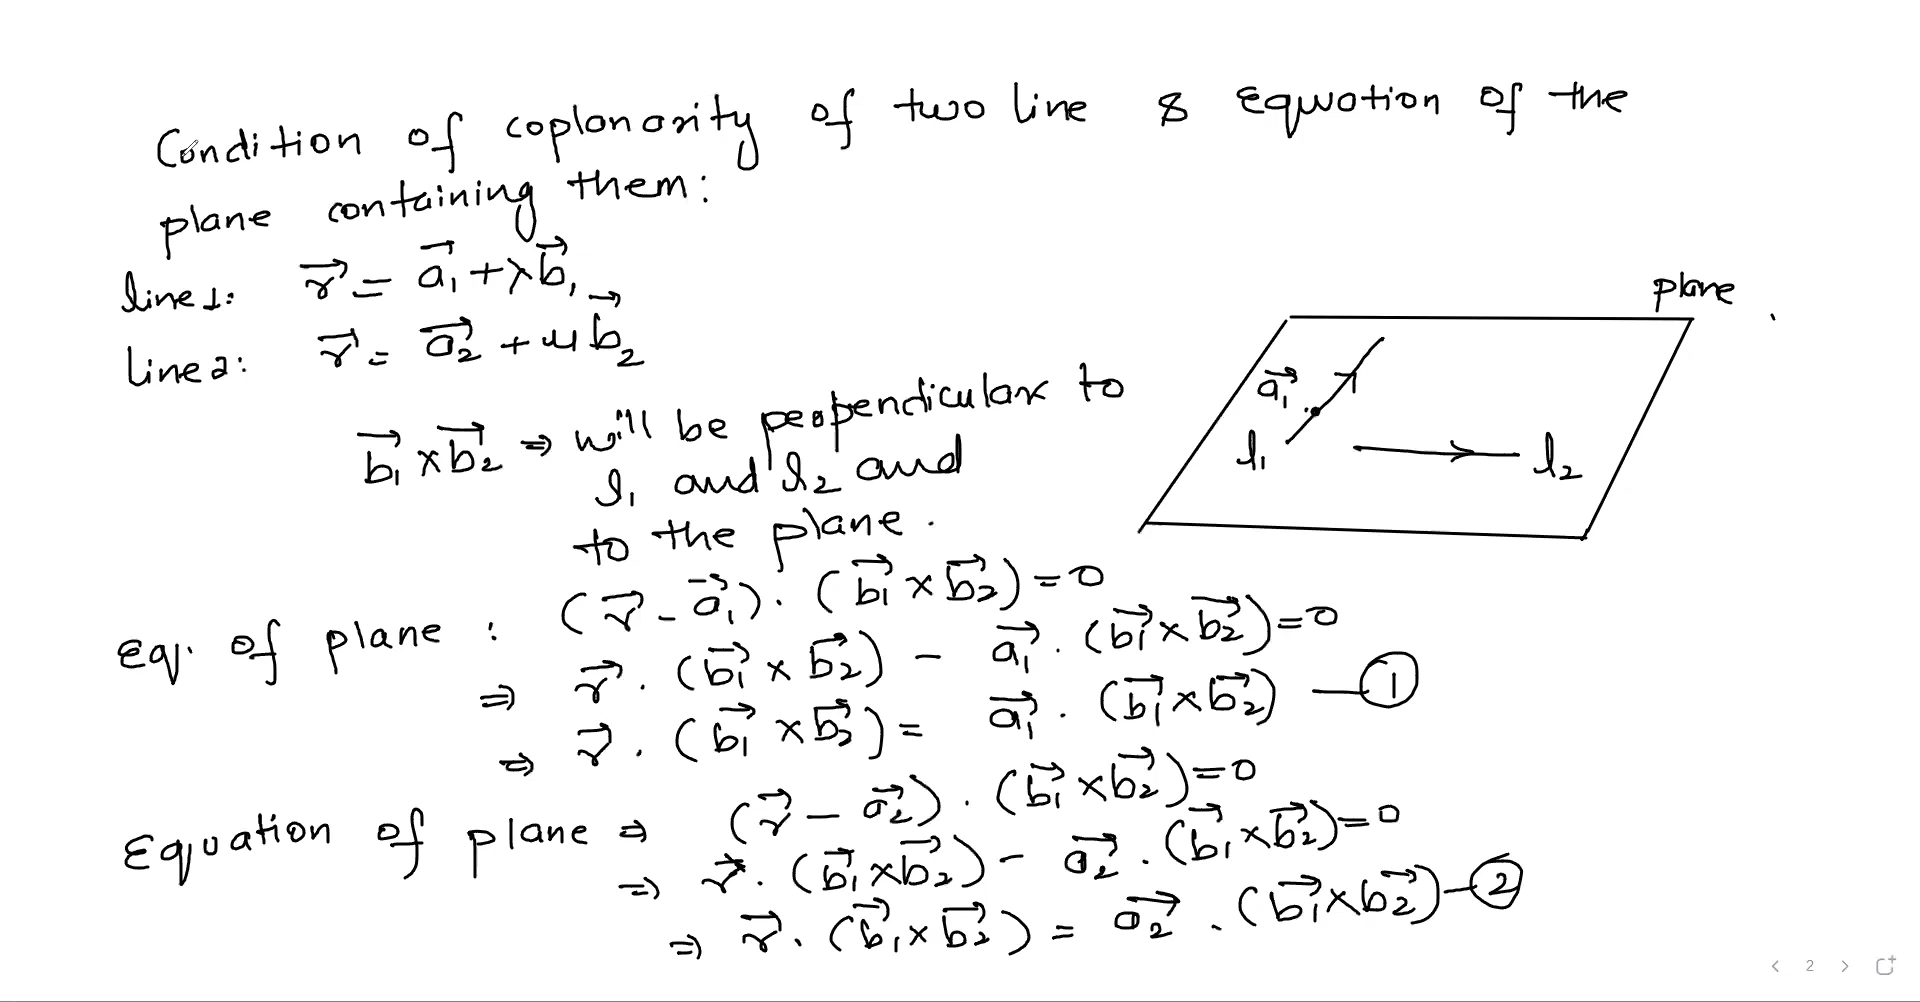 Condition of coplanarity of two line & Equation of the
plane containing them:
line1: r⃗ = a⃗₁ + λb⃗₁
line2: r⃗ = a⃗₂ + μb⃗₂
b⃗₁ × b⃗₂ ⇒ will be perpendicular to
l₁ and l₂ and
to the plane.
plane
a⃗₁
l₁
l₂
Eq. of plane : (r⃗ - a⃗₁) . (b⃗₁ × b⃗₂) = 0
⇒ r⃗ . (b⃗₁ × b⃗₂) - a⃗₁ . (b⃗₁ × b⃗₂) = 0
⇒ r⃗ . (b⃗₁ × b⃗₂) = a⃗₁ . (b⃗₁ × b⃗₂) —①
Equation of plane ⇒ (r⃗ - a⃗₂) . (b⃗₁ × b⃗₂) = 0
⇒ r⃗ . (b⃗₁ × b⃗₂) - a⃗₂ . (b⃗₁ × b⃗₂) = 0
⇒ r⃗ . (b⃗₁ × b⃗₂) = a⃗₂ . (b⃗₁ × b⃗₂) —②
< 2 >